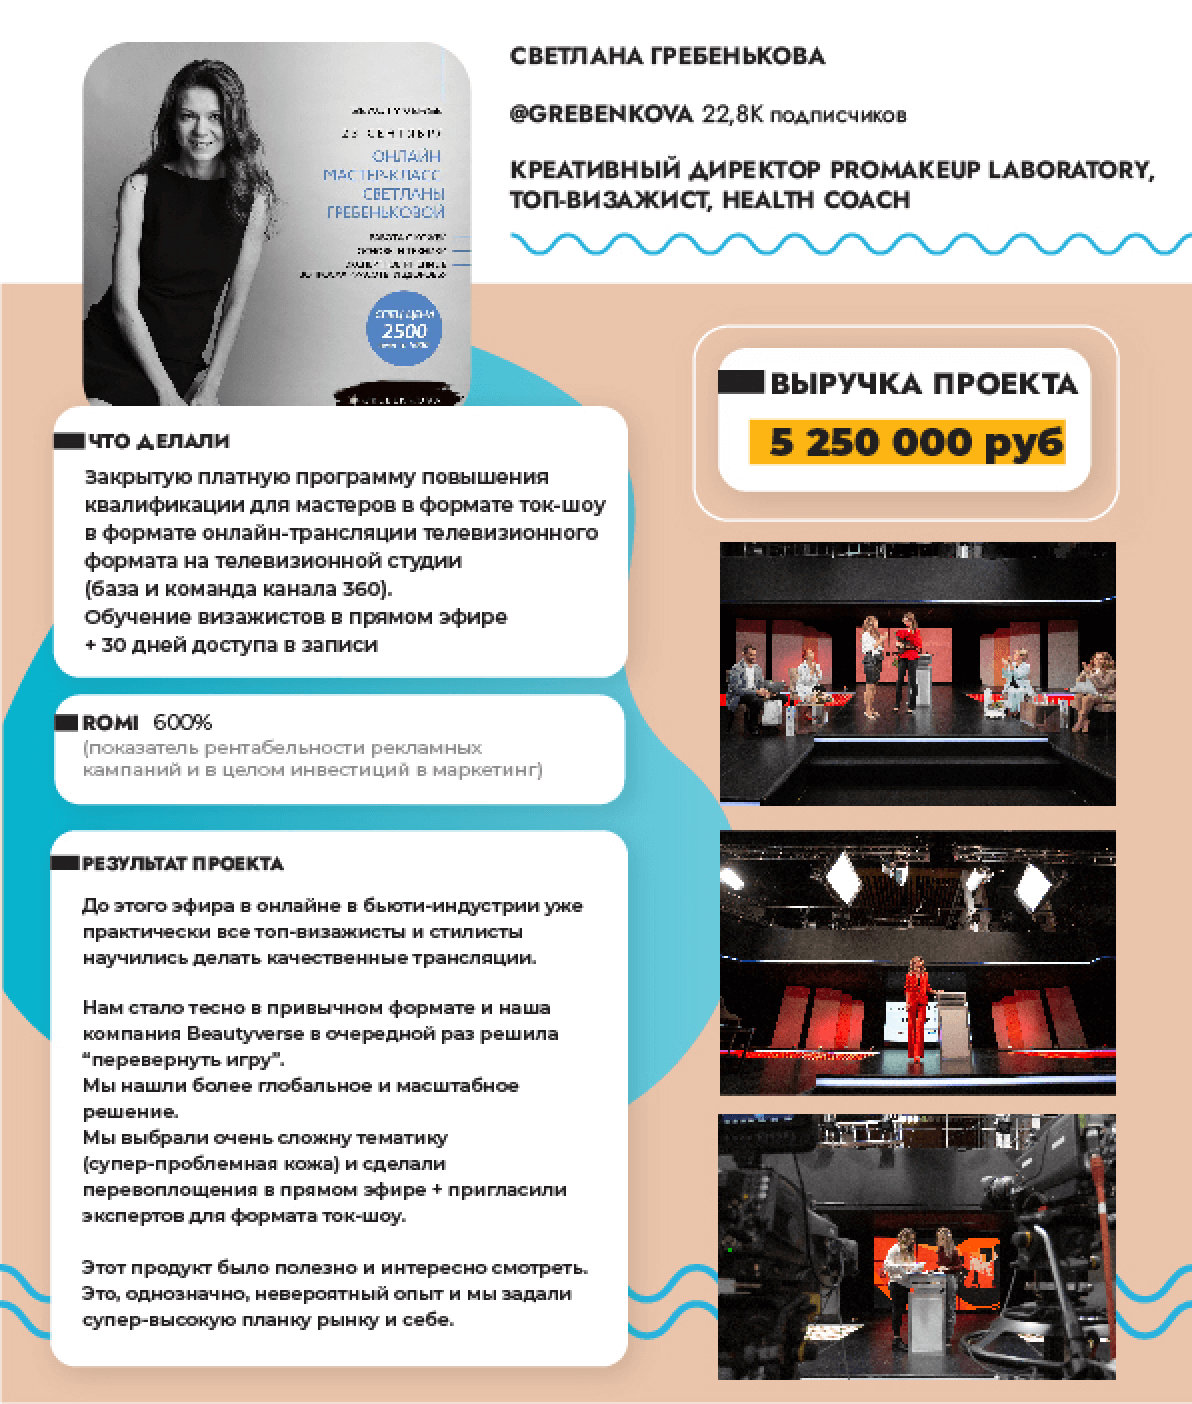 СВЕТЛАНА ГРЕБЕНЬКОВА
@GREBENKOVA 22,8К подписчиков
КРЕАТИВНЫЙ ДИРЕКТОР PROMAKEUP LABORATORY,
ТОП-ВИЗАЖИСТ, HEALTH COACH
23 СЕНТЯБРЯ
ОНЛАЙН
МАСТЕР-КЛАСС
СВЕТЛАНЫ
ГРЕБЕНЬКОВОЙ
СПЕЦ ЦЕНА
2500
GREBENKOVA
ЧТО ДЕЛАЛИ
Закрытую платную программу повышения
квалификации для мастеров в формате ток-шоу
в формате онлайн-трансляции телевизионного
формата на телевизионной студии
(база и команда канала 360).
Обучение визажистов в прямом эфире
+ 30 дней доступа в записи
ROMI 600%
(показатель рентабельности рекламных
кампаний и в целом инвестиций в маркетинг)
РЕЗУЛЬТАТ ПРОЕКТА
До этого эфира в онлайне в бьюти-индустрии уже
практически все топ-визажисты и стилисты
научились делать качественные трансляции.
Нам стало тесно в привычном формате и наша
компания Beautyverse в очередной раз решила
“перевернуть игру”.
Мы нашли более глобальное и масштабное
решение.
Мы выбрали очень сложну тематику
(супер-проблемная кожа) и сделали
перевоплощения в прямом эфире + пригласили
экспертов для формата ток-шоу.
Этот продукт было полезно и интересно смотреть.
Это, однозначно, невероятный опыт и мы задали
супер-высокую планку рынку и себе.
ВЫРУЧКА ПРОЕКТА
5 250 000 руб